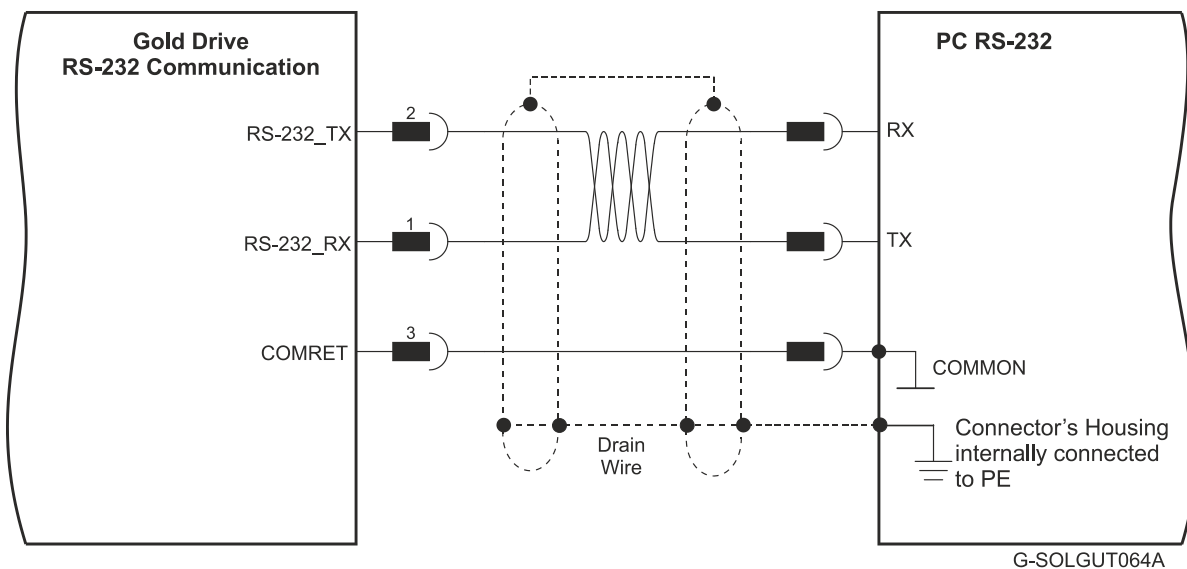 Gold Drive
RS-232 Communication
PC RS-232
RS-232_TX
2
RX
RS-232_RX
1
TX
COMRET
3
COMMON
Drain
Wire
Connector’s Housing
internally connected
to PE
G-SOLGUT064A